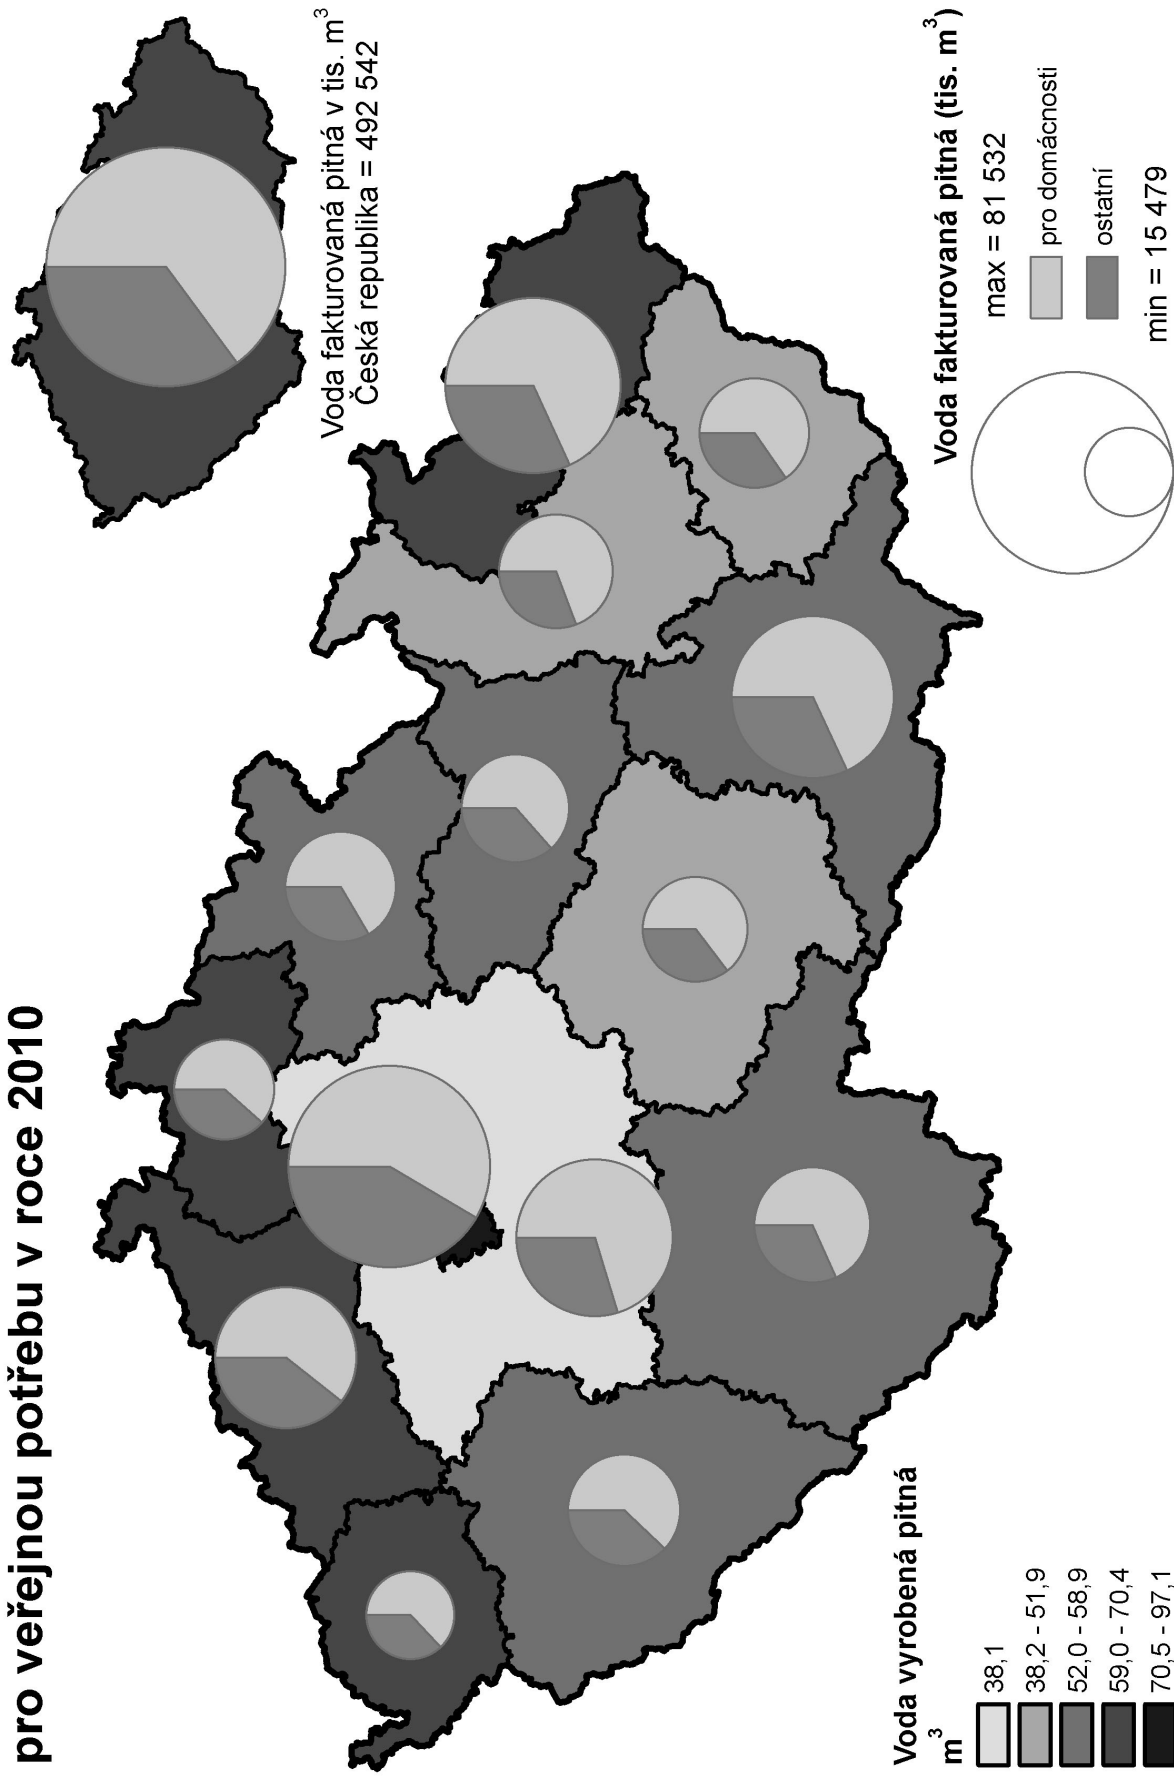 pro veřejnou potřebu v roce 2010
Voda fakturovaná pitná v tis. m³
Česká republika = 492 542
Voda vyrobená pitná
m³
38,1
38,2 - 51,9
52,0 - 58,9
59,0 - 70,4
70,5 - 97,1
Voda fakturovaná pitná (tis. m³)
max = 81 532
pro domácnosti
ostatní
min = 15 479